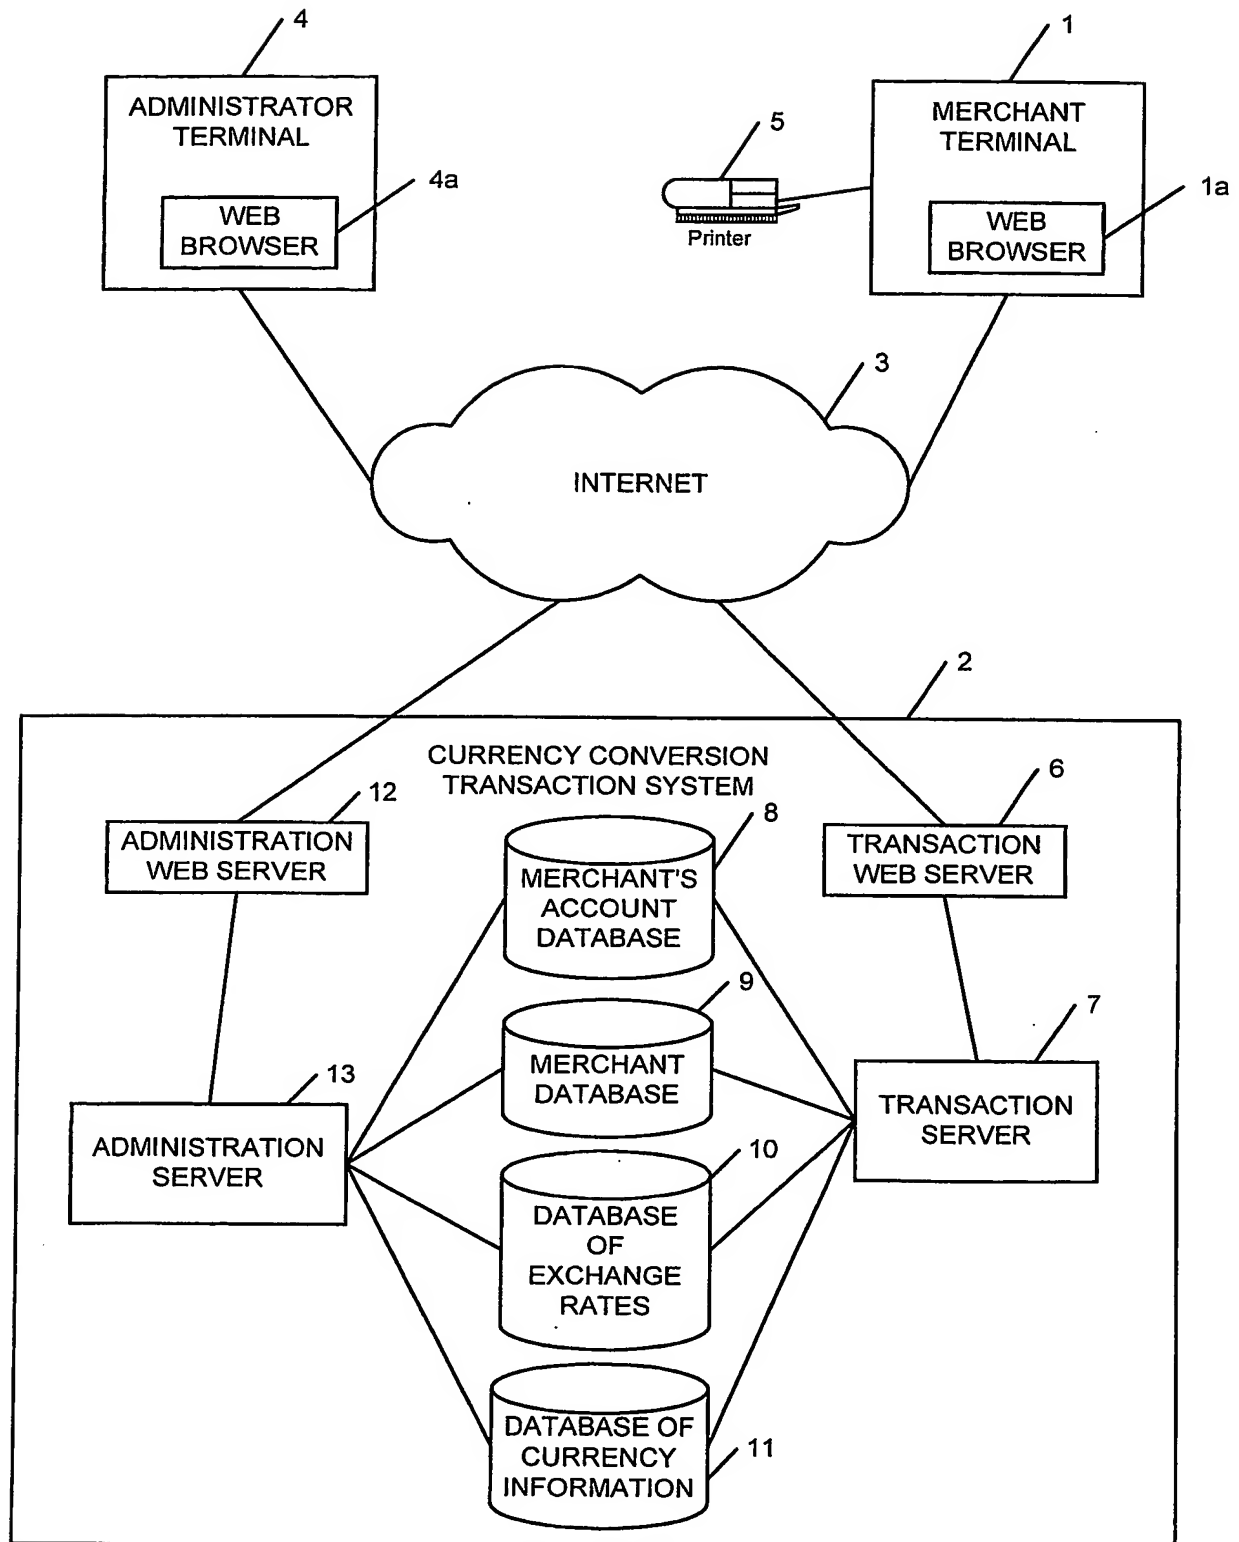 4
1
ADMINISTRATOR
TERMINAL
4a
WEB
BROWSER
5
Printer
MERCHANT
TERMINAL
1a
WEB
BROWSER
3
INTERNET
2
CURRENCY CONVERSION
TRANSACTION SYSTEM
12
ADMINISTRATION
WEB SERVER
8
MERCHANT'S
ACCOUNT
DATABASE
6
TRANSACTION
WEB SERVER
9
MERCHANT
DATABASE
7
TRANSACTION
SERVER
13
ADMINISTRATION
SERVER
10
DATABASE
OF
EXCHANGE
RATES
DATABASE OF
CURRENCY
INFORMATION
11